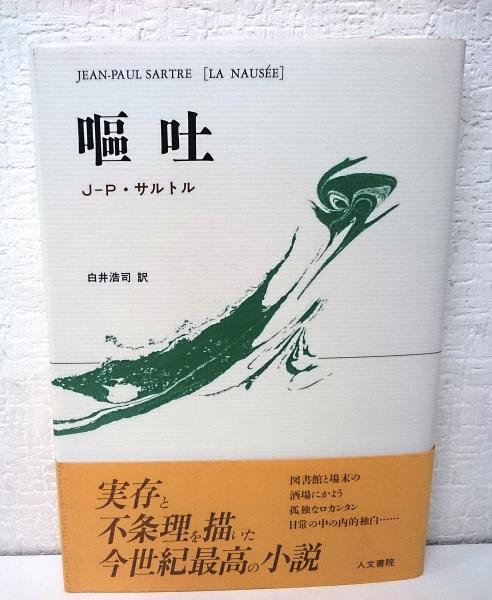 JEAN-PAUL SARTRE [LA NAUSÉE]
嘔吐
J-P・サルトル
白井浩司 訳
実存と
不条理を描いた
今世紀最高の小説
図書館と場末の
酒場にかよう
孤独なロカンタン
日常の中の内的独白……
人文書院